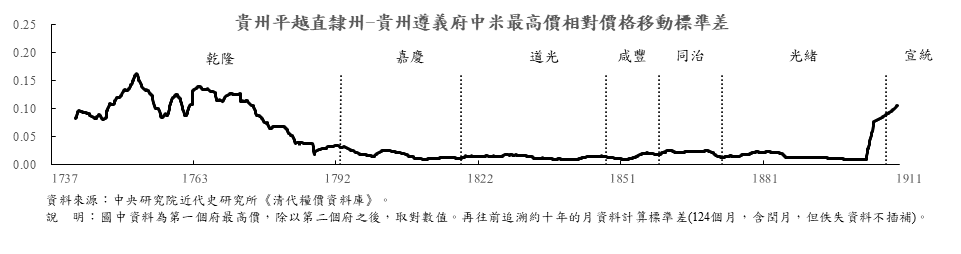 貴州平越直隸州-貴州遵義府中米最高價相對價格移動標準差
0.25
0.20
0.15
0.10
0.05
0.00
乾隆 嘉慶 道光 咸豐 同治 光緒 宣統
1737 1763 1792 1822 1851 1881 1911
資料來源：中央研究院近代史研究所《清代糧價資料庫》。
說　明：圖中資料為第一個府最高價，除以第二個府之後，取對數值。再往前追溯約十年的月資料計算標準差(124個月，含閏月，但佚失資料不插補)。